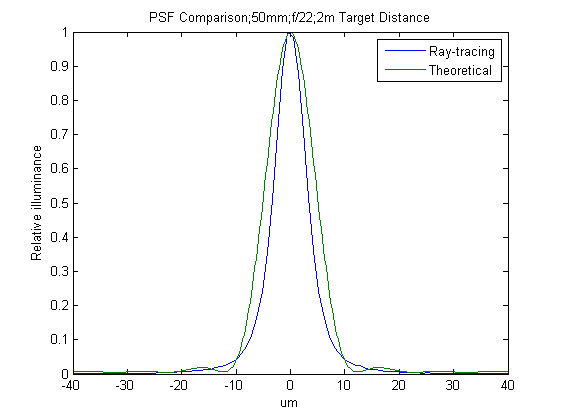 PSF Comparison;50mm;f/22;2m Target Distance
Ray-tracing
Theoretical
Relative illuminance
1
0.9
0.8
0.7
0.6
0.5
0.4
0.3
0.2
0.1
0
-40 -30 -20 -10 0 10 20 30 40
um